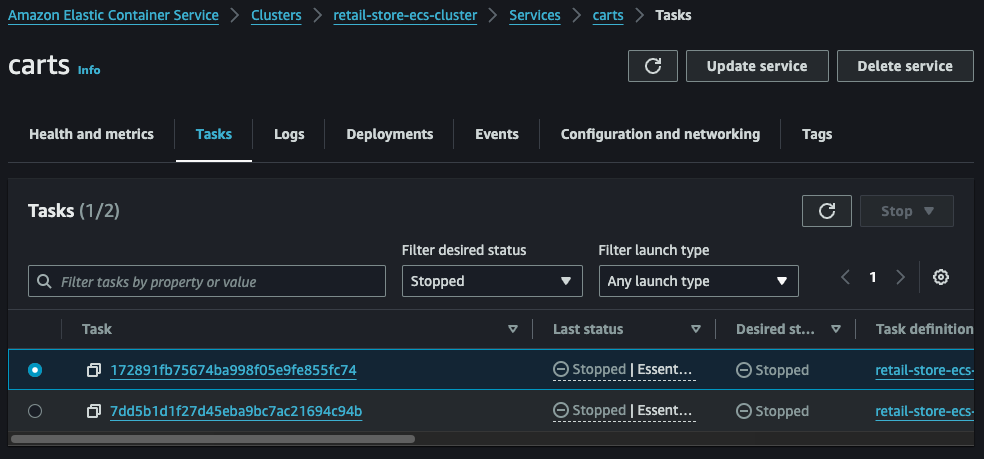 Amazon Elastic Container Service > Clusters > retail-store-ecs-cluster > Services > carts > Tasks
carts Info
Update service
Delete service
Health and metrics Tasks Logs Deployments Events Configuration and networking Tags
Tasks (1/2)
Stop
Filter desired status Filter launch type
Filter tasks by property or value Stopped Any launch type 1
Task Last status Desired st... Task definition
172891fb75674ba998f05e9fe855fc74 Stopped | Essent... Stopped retail-store-ecs-
7dd5b1d1f27d45eba9bc7ac21694c94b Stopped | Essent... Stopped retail-store-ecs-